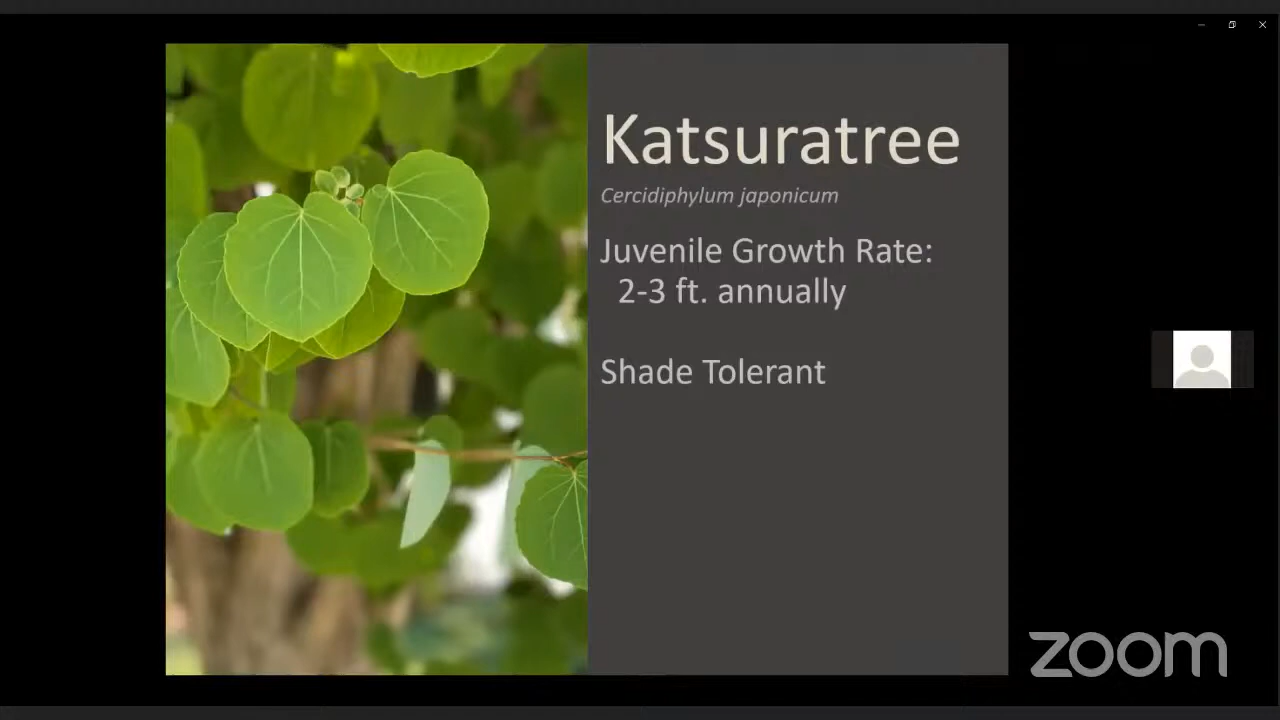 Katsuratree
Cercidiphylum japonicum
Juvenile Growth Rate:
2-3 ft. annually
Shade Tolerant
zoom